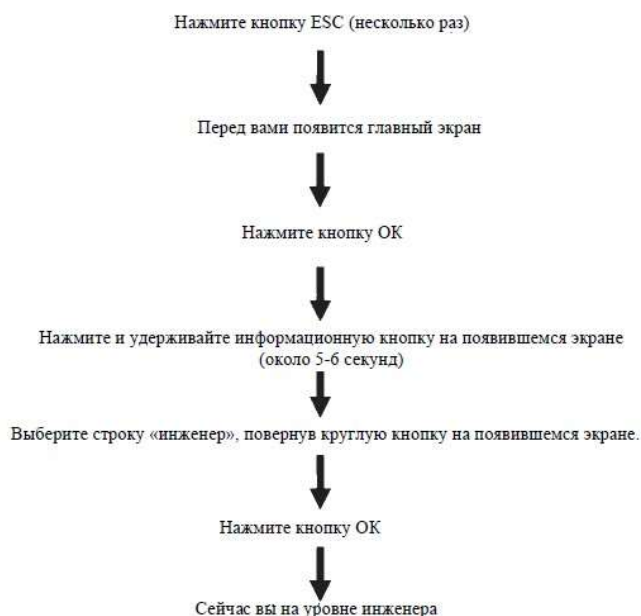 Нажмите кнопку ESC (несколько раз)
Перед вами появится главный экран
Нажмите кнопку ОК
Нажмите и удерживайте информационную кнопку на появившемся экране
(около 5-6 секунд)
Выберите строку «инженер», повернув круглую кнопку на появившемся экране.
Нажмите кнопку ОК
Сейчас вы на уровне инженера